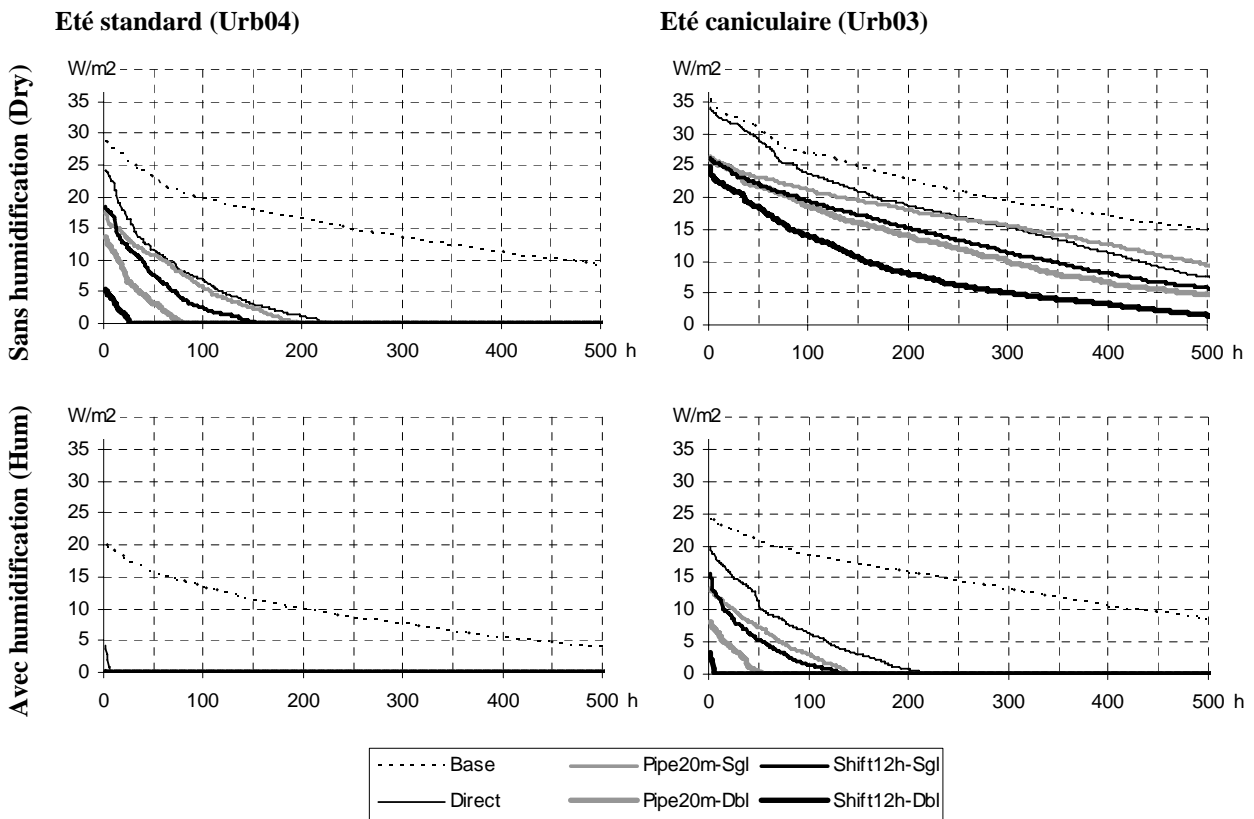 Eté standard (Urb04)
Eté caniculaire (Urb03)
Sans humidification (Dry)
W/m2
35
30
25
20
15
10
5
0
0 100 200 300 400 500 h
W/m2
35
30
25
20
15
10
5
0
0 100 200 300 400 500 h
Avec humidification (Hum)
W/m2
35
30
25
20
15
10
5
0
0 100 200 300 400 500 h
W/m2
35
30
25
20
15
10
5
0
0 100 200 300 400 500 h
Base Pipe20m-Sgl Shift12h-Sgl
Direct Pipe20m-Dbl Shift12h-Dbl